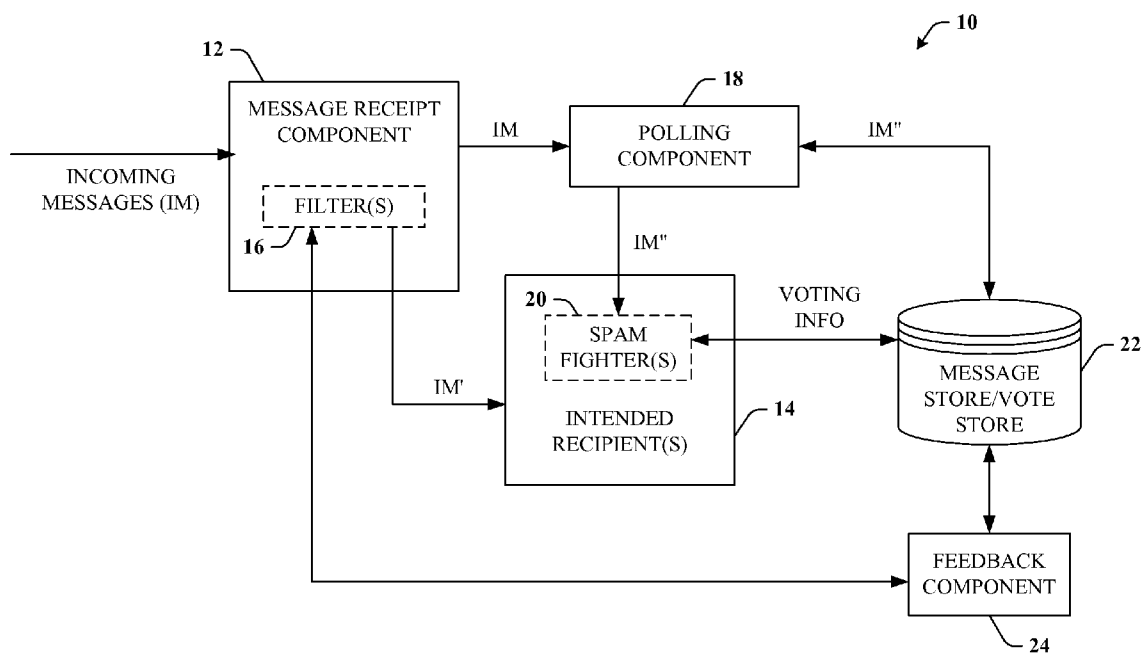 10
12
MESSAGE RECEIPT
COMPONENT
IM
18
POLLING
COMPONENT
IM"
INCOMING
MESSAGES (IM)
FILTER(S)
16
IM"
20
SPAM
FIGHTER(S)
VOTING
INFO
22
MESSAGE
STORE/VOTE
STORE
IM'
INTENDED
RECIPIENT(S)
14
FEEDBACK
COMPONENT
24